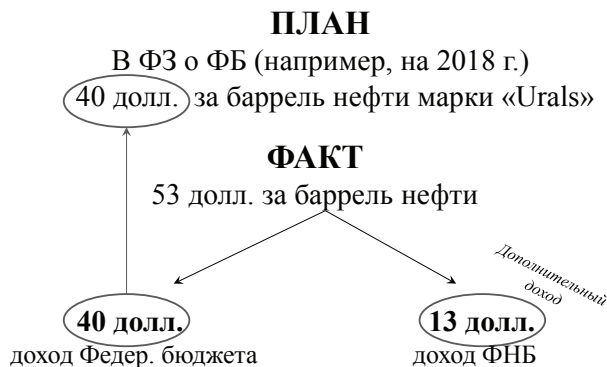 ПЛАН
В ФЗ о ФБ (например, на 2018 г.)
40 долл. за баррель нефти марки «Urals»
ФАКТ
53 долл. за баррель нефти
Дополнительный
доход
40 долл.
доход Федер. бюджета
13 долл.
доход ФНБ